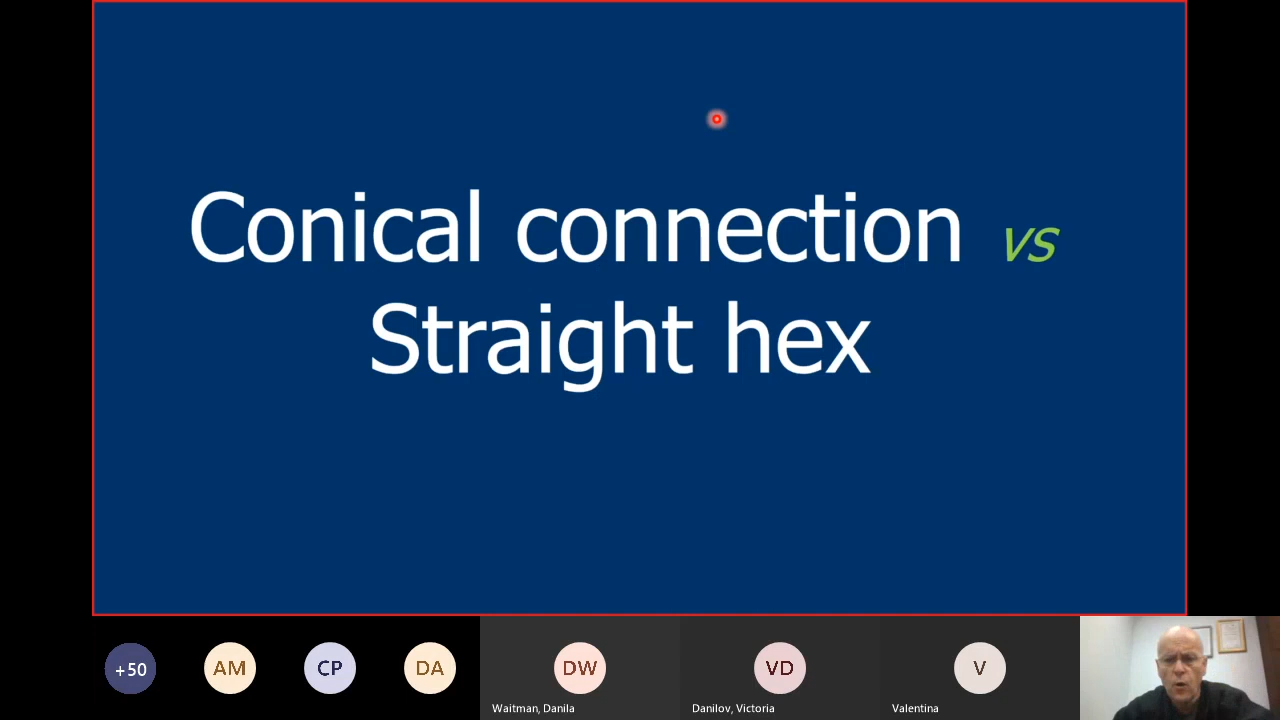 Conical connection vs
Straight hex
+50
AM
CP
DA
DW
VD
V
Waitman, Danila
Danilov, Victoria
Valentina